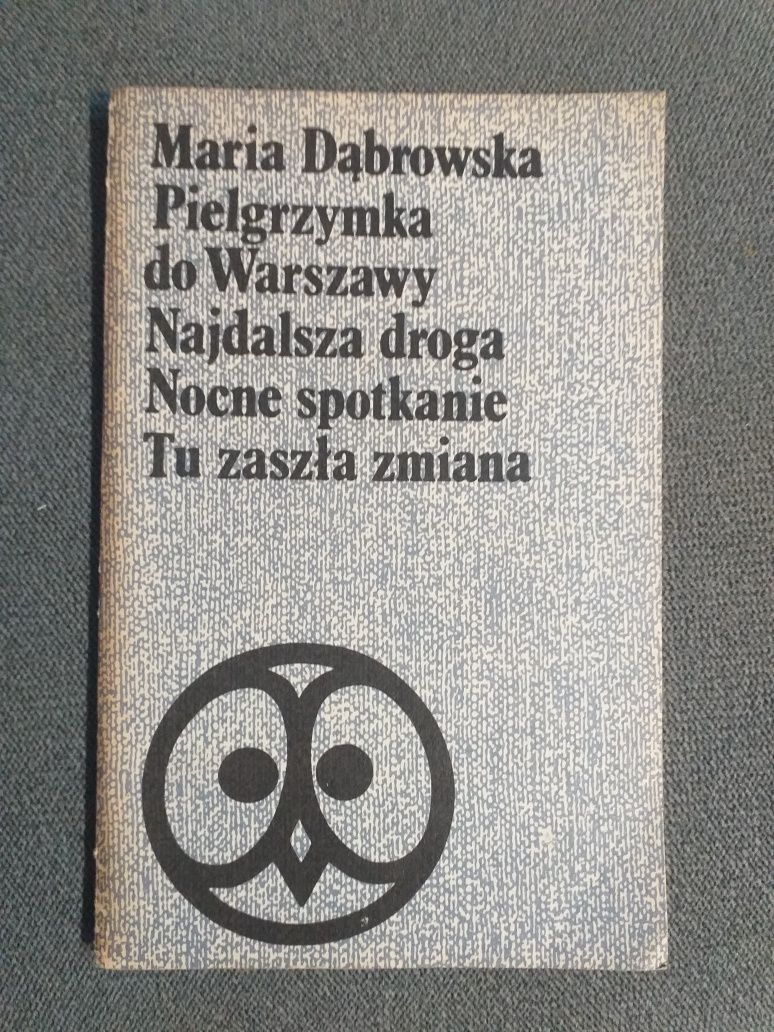 Maria Dąbrowska
Pielgrzymka
do Warszawy
Najdalsza droga
Nocne spotkanie
Tu zaszła zmiana